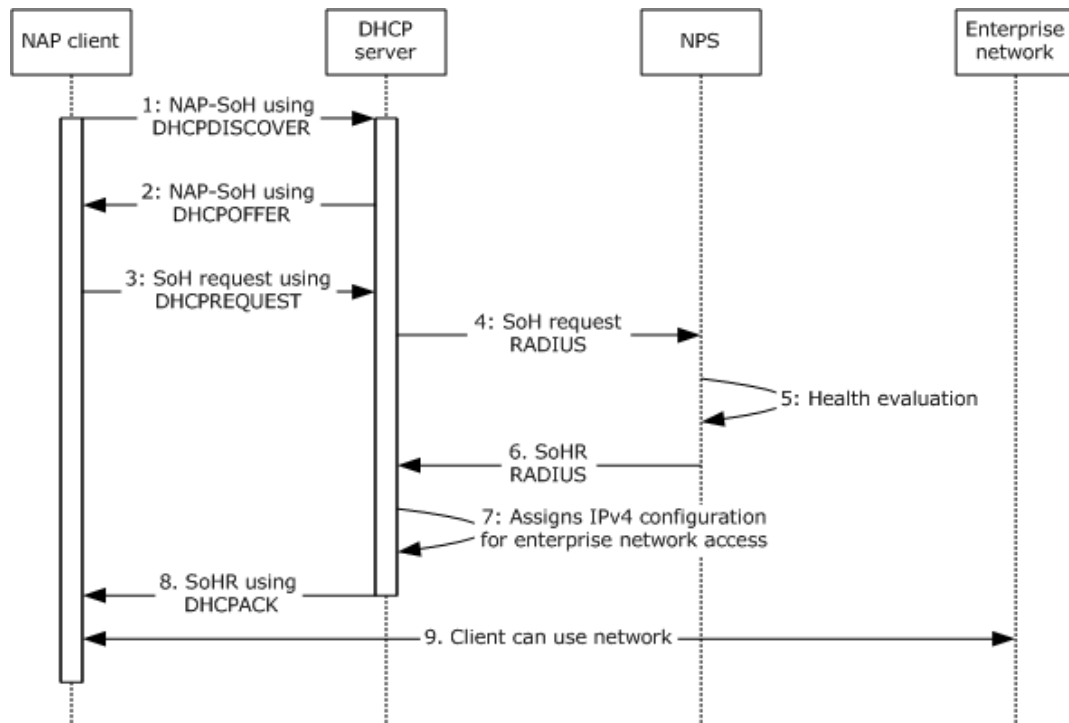 NAP client
DHCP
server
NPS
Enterprise
network
1: NAP-SoH using
DHCPDISCOVER
2: NAP-SoH using
DHCPOFFER
3: SoH request using
DHCPREQUEST
4: SoH request
RADIUS
5: Health evaluation
6. SoHR
RADIUS
7: Assigns IPv4 configuration
for enterprise network access
8. SoHR using
DHCPACK
9. Client can use network